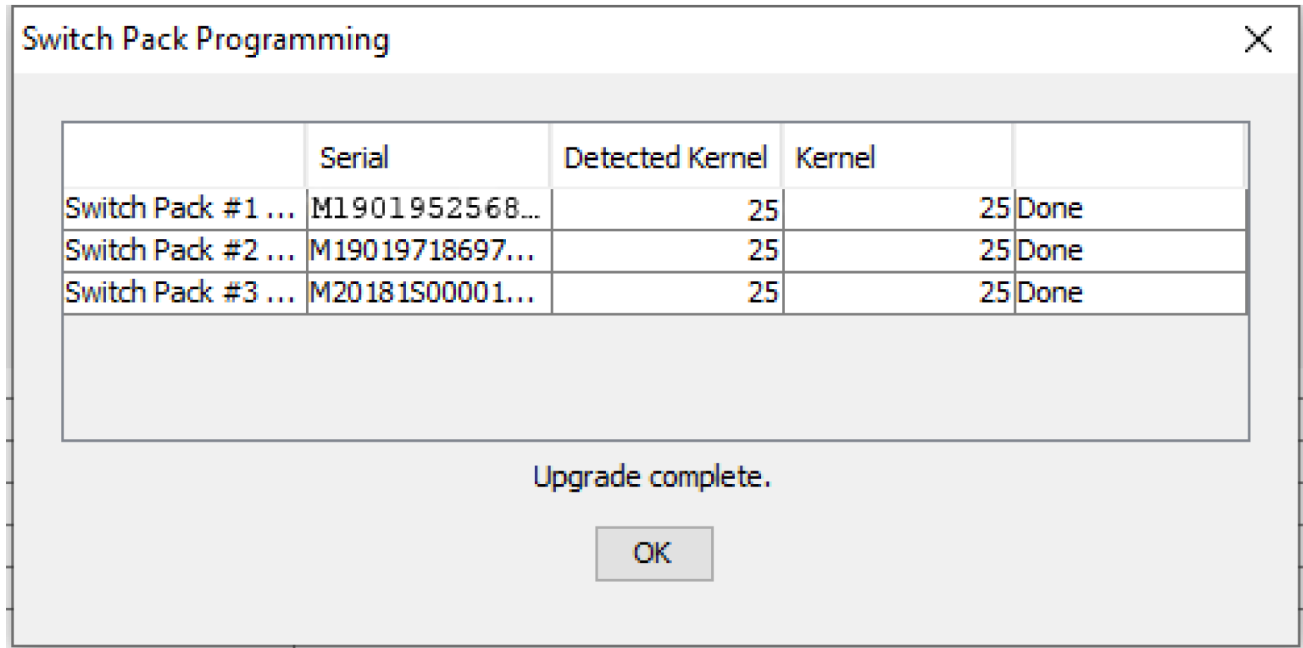 Switch Pack Programming
Serial Detected Kernel Kernel
Switch Pack #1 ... M1901952568... 25 25 Done
Switch Pack #2 ... M19019718697... 25 25 Done
Switch Pack #3 ... M20181S00001... 25 25 Done
Upgrade complete.
OK